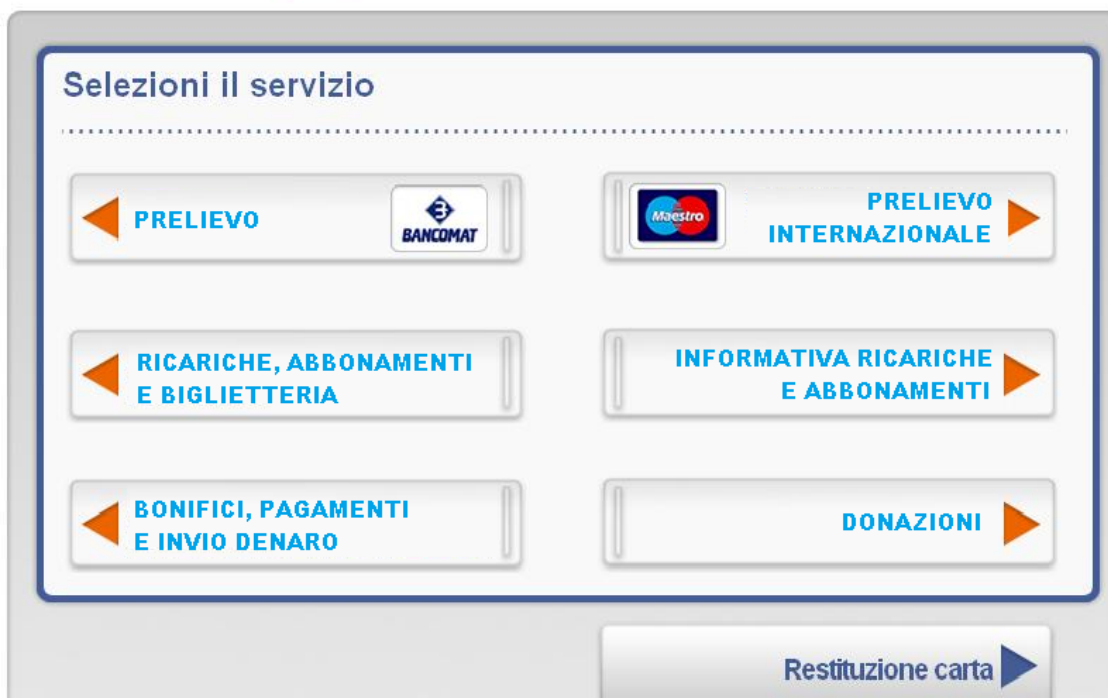 Selezioni il servizio
PRELIEVO
BANCOMAT
Maestro
PRELIEVO
INTERNAZIONALE
RICARICHE, ABBONAMENTI
E BIGLIETTERIA
INFORMATIVA RICARICHE
E ABBONAMENTI
BONIFICI, PAGAMENTI
E INVIO DENARO
DONAZIONI
Restituzione carta